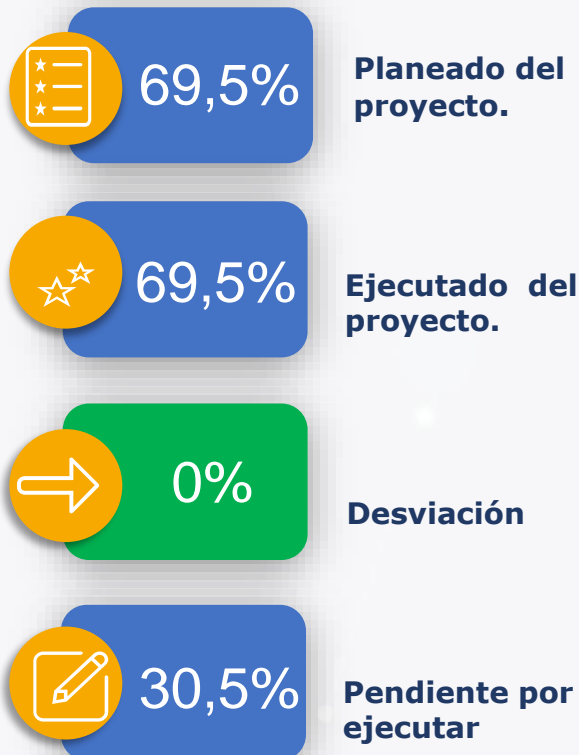 69,5%
Planeado del
proyecto.
69,5%
Ejecutado del
proyecto.
0%
Desviación
30,5%
Pendiente por
ejecutar